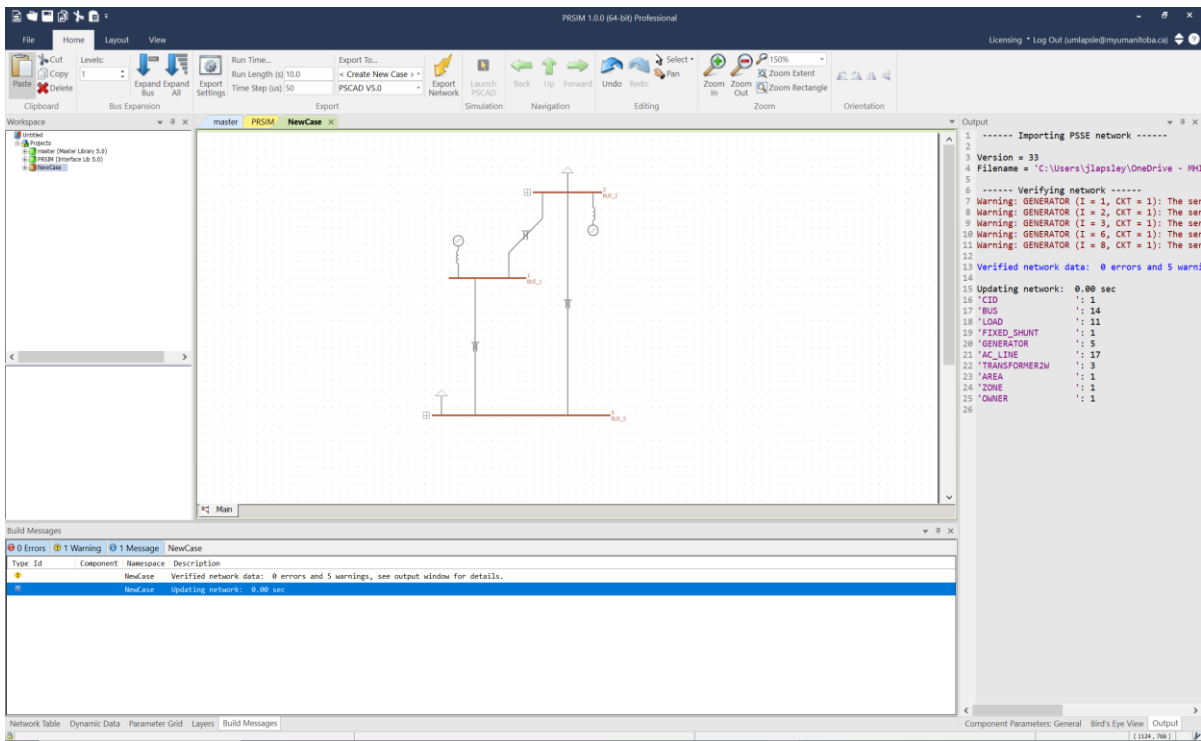 PRSIM 1.0.0 (64-bit) Professional
File Home Layout View Licensing Log Out (umlapsle@myumanitoba.ca)
Paste Cut Copy Delete
Clipboard
Levels: 1
Expand Bus Expand All
Bus Expansion
Export Settings
Run Time... Export To...
Run Length (s) 10.0 < Create New Case >
Time Step (us) 50 PSCAD V5.0
Export Network
Export
Launch PSCAD
Simulation
Back Up Forward
Navigation
Undo Redo Select Pan
Editing
Zoom In Zoom Out 150% Zoom Extent Zoom Rectangle
Zoom
Orientation
Workspace
Untitled
Projects
master (Master Library 5.0)
PRSIM (Interface Lib 5.0)
NewCase
master PRSIM NewCase
2
BUS_2
1
BUS_1
5
BUS_5
Main
Output
1 ------ Importing PSSE network ------
2
3 Version = 33
4 Filename = 'C:\Users\jlapsley\OneDrive - MHI
5
6 ------ Verifying network ------
7 Warning: GENERATOR (I = 1, CKT = 1): The ser
8 Warning: GENERATOR (I = 2, CKT = 1): The ser
9 Warning: GENERATOR (I = 3, CKT = 1): The ser
10 Warning: GENERATOR (I = 6, CKT = 1): The ser
11 Warning: GENERATOR (I = 8, CKT = 1): The ser
12
13 Verified network data: 0 errors and 5 warni
14
15 Updating network: 0.00 sec
16 'CID ': 1
17 'BUS ': 14
18 'LOAD ': 11
19 'FIXED_SHUNT ': 1
20 'GENERATOR ': 5
21 'AC_LINE ': 17
22 'TRANSFORMER2W ': 3
23 'AREA ': 1
24 'ZONE ': 1
25 'OWNER ': 1
26
Build Messages
0 Errors 1 Warning 1 Message NewCase
Type Id Component Namespace Description
NewCase Verified network data: 0 errors and 5 warnings, see output window for details.
NewCase Updating network: 0.00 sec
Network Table Dynamic Data Parameter Grid Layers Build Messages
Component Parameters: General Bird's Eye View Output
(1124, 766)